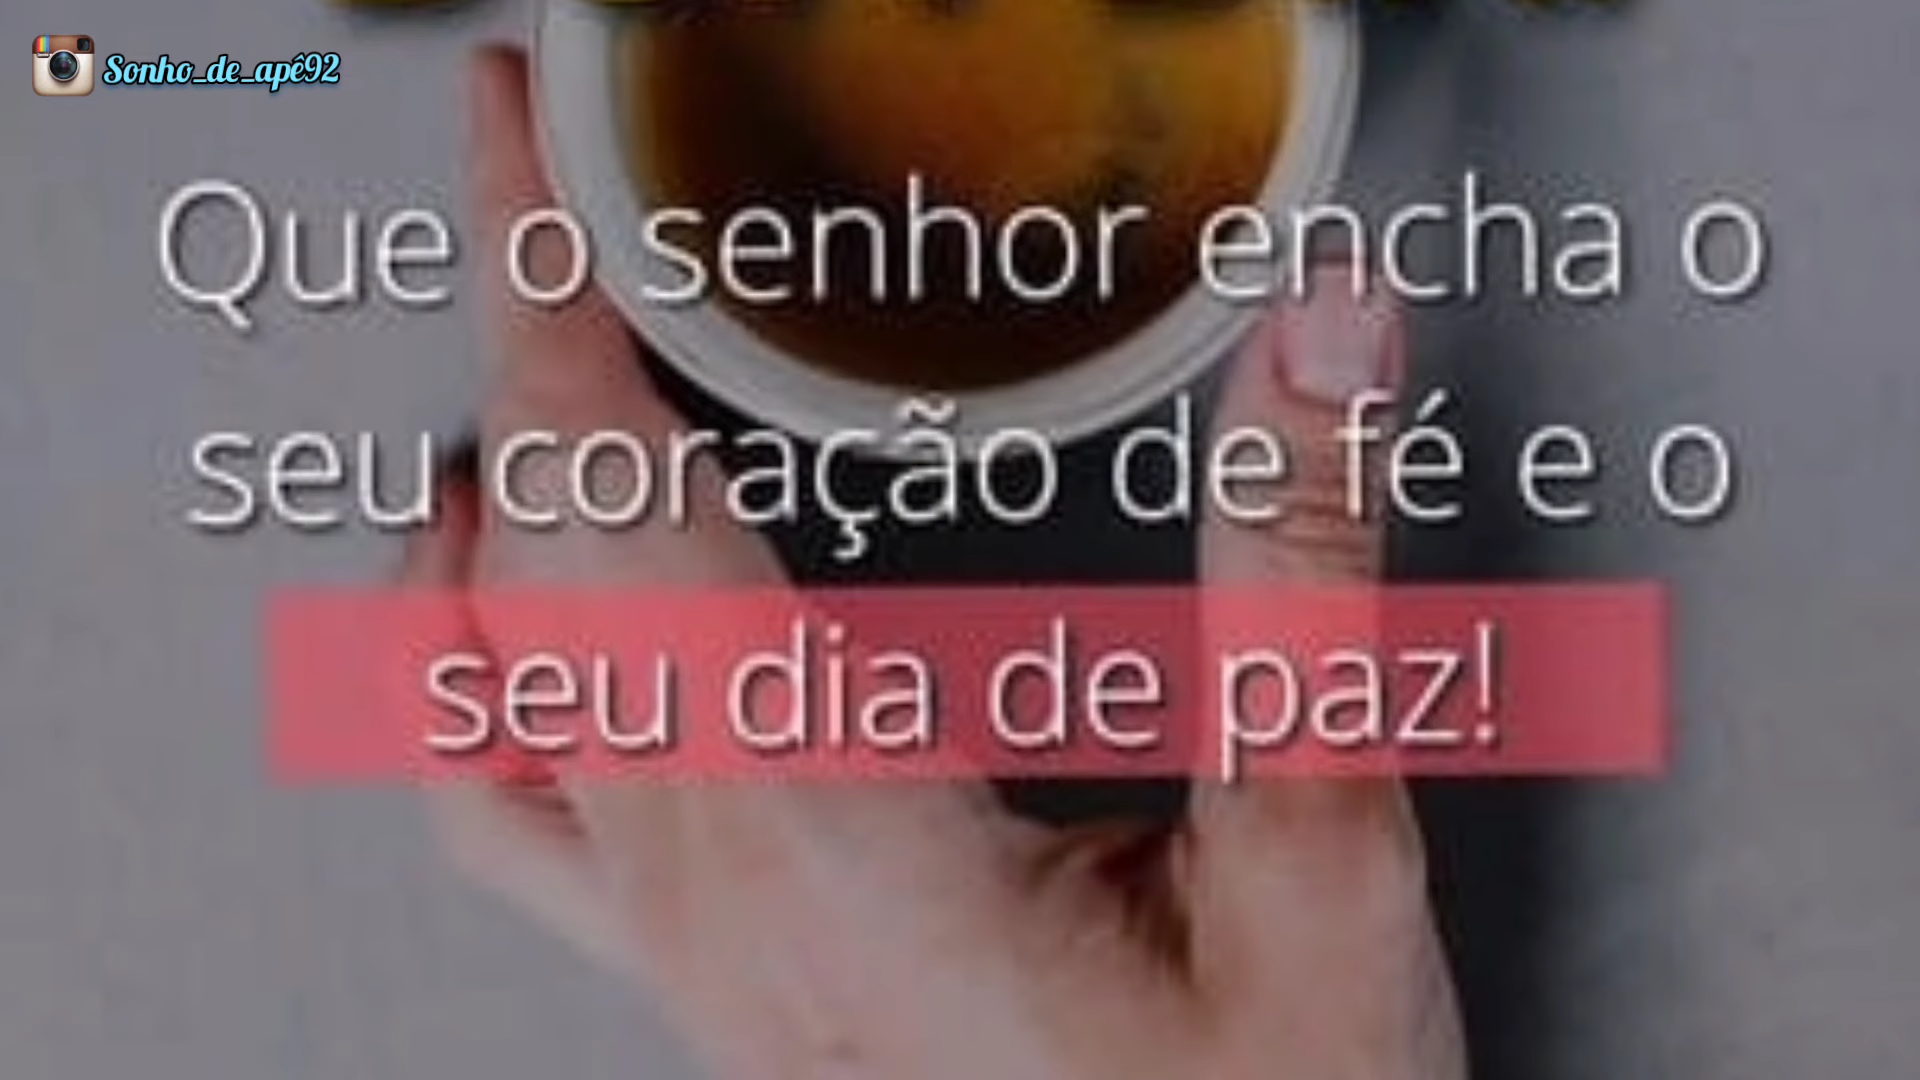 Sonho_de_apê92
Que o senhor encha o
seu coração de fé e o
seu dia de paz!